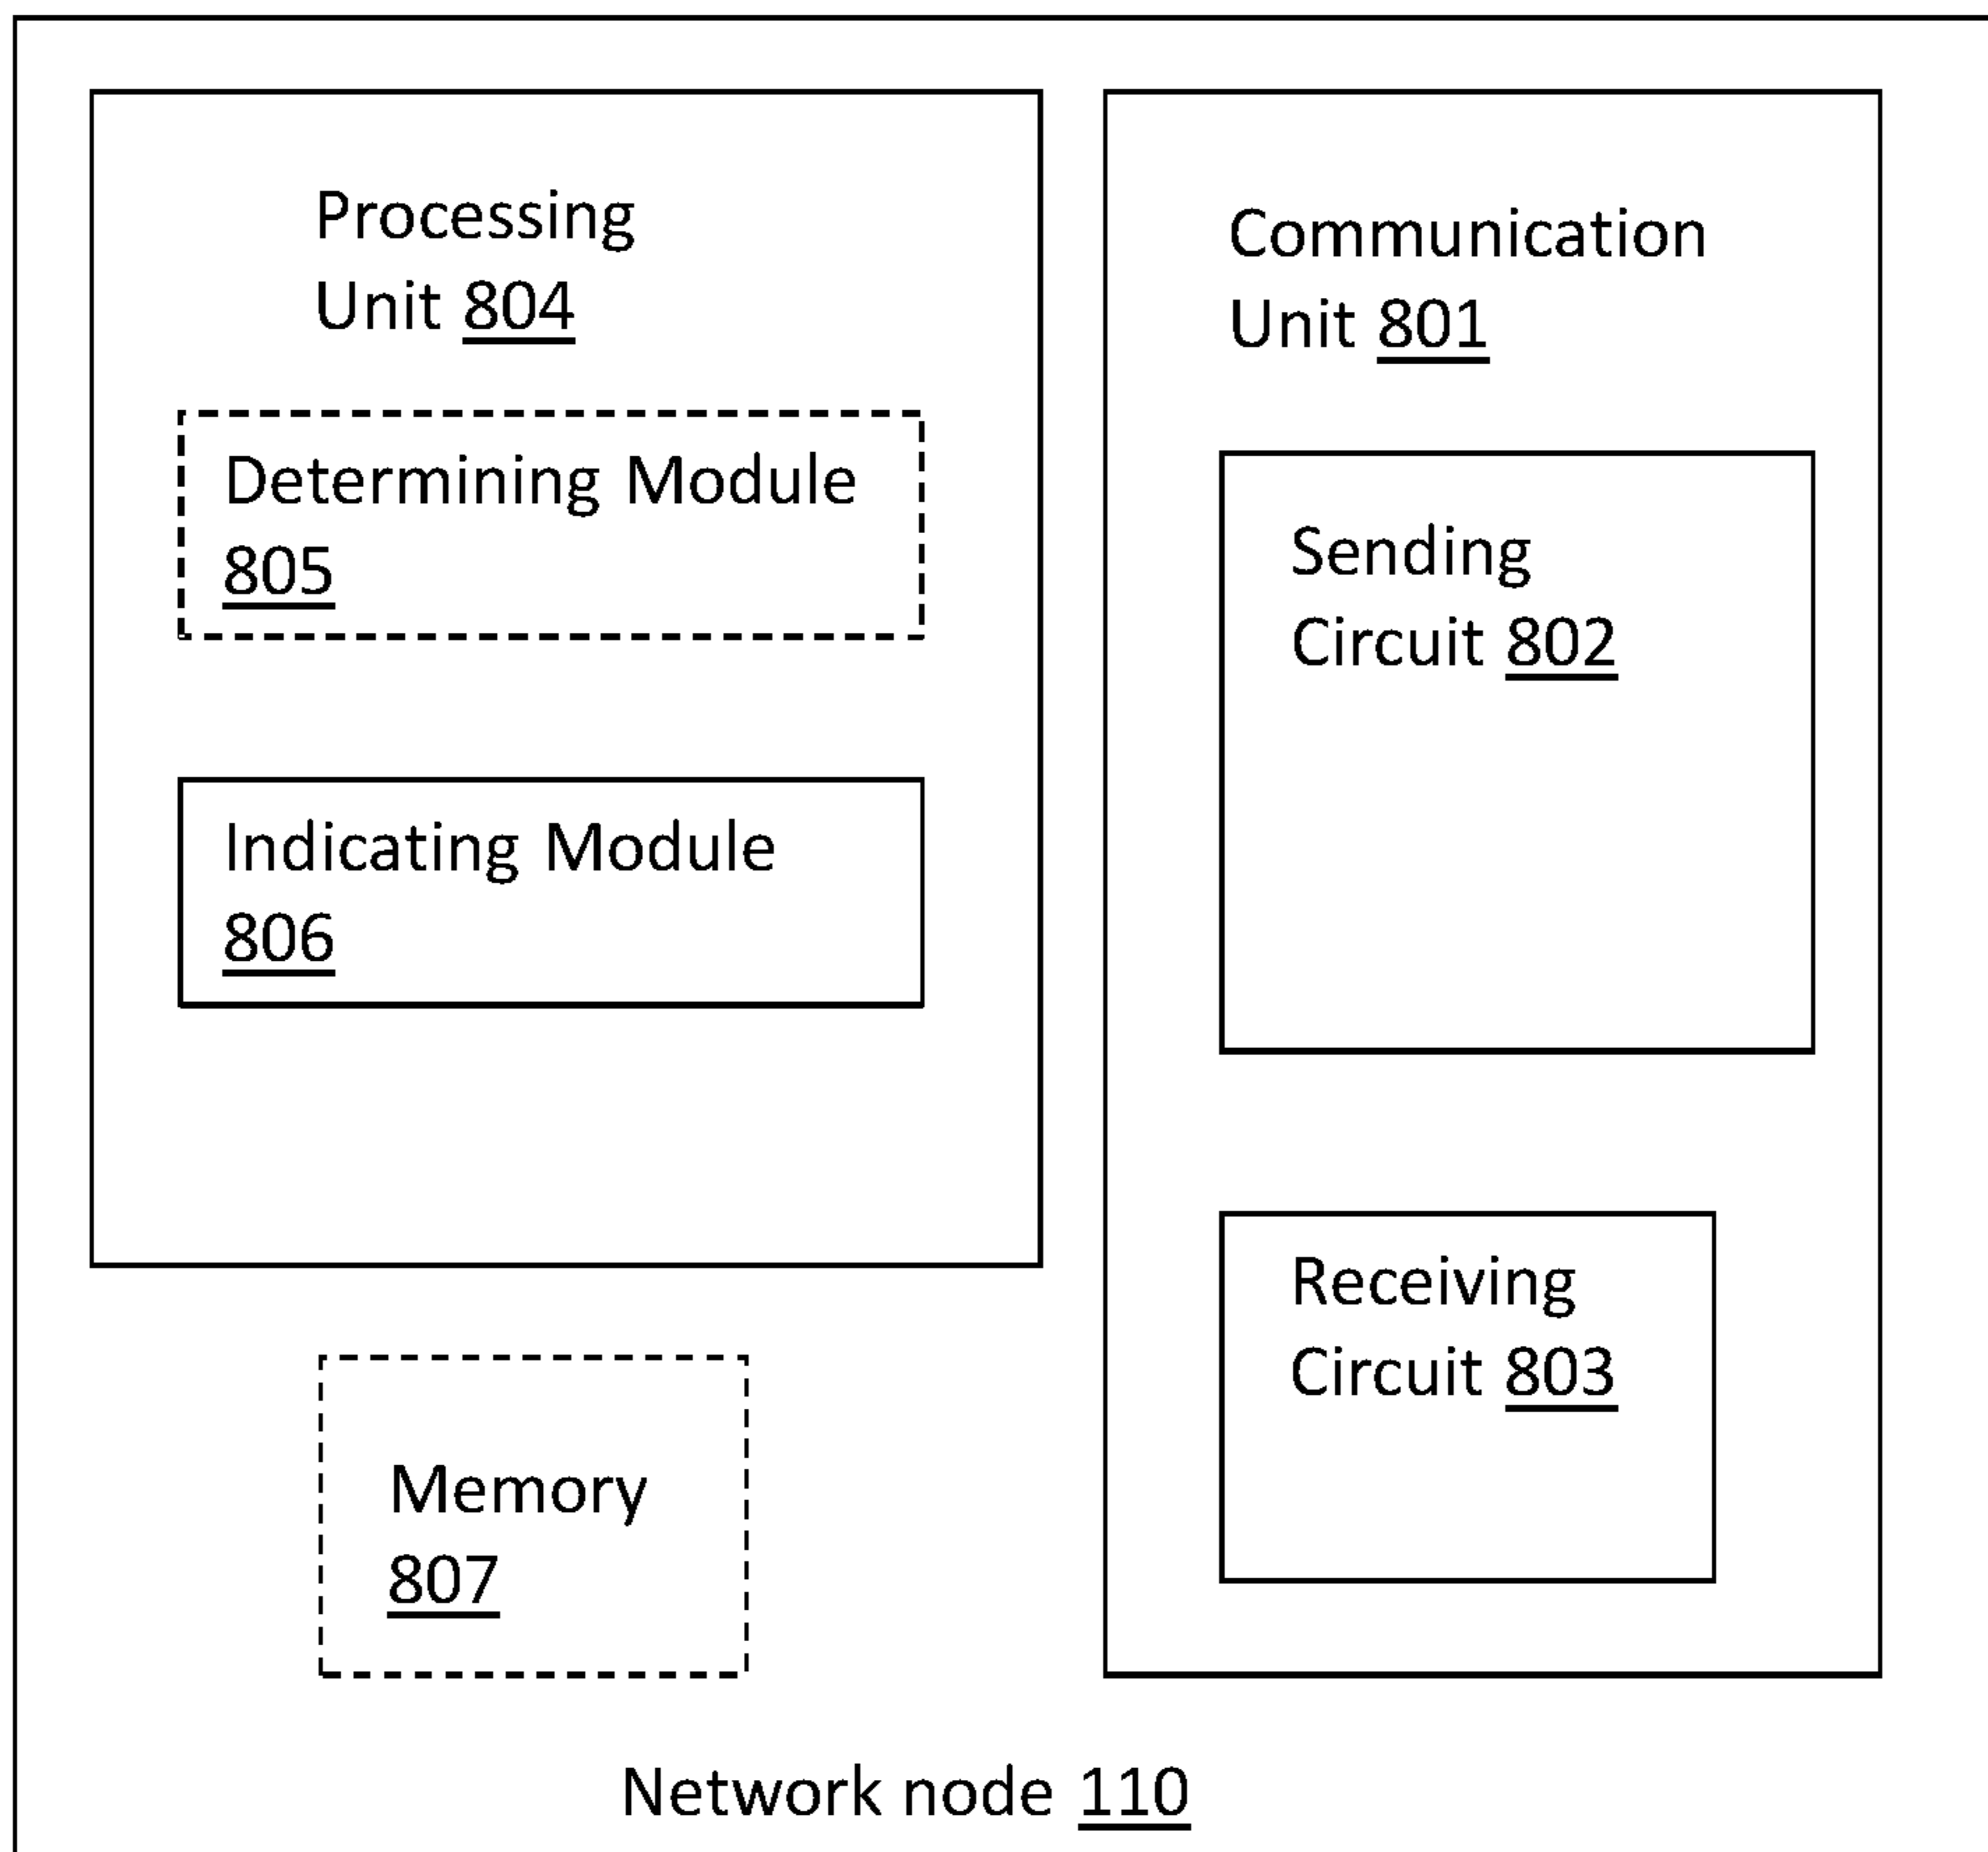 Processing
Unit 804
Determining Module
805
Indicating Module
806
Memory
807
Communication
Unit 801
Sending
Circuit 802
Receiving
Circuit 803
Network node 110